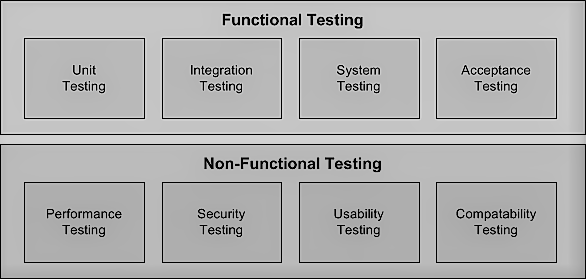 Functional Testing
Unit
Testing
Integration
Testing
System
Testing
Acceptance
Testing
Non-Functional Testing
Performance
Testing
Security
Testing
Usability
Testing
Compatability
Testing